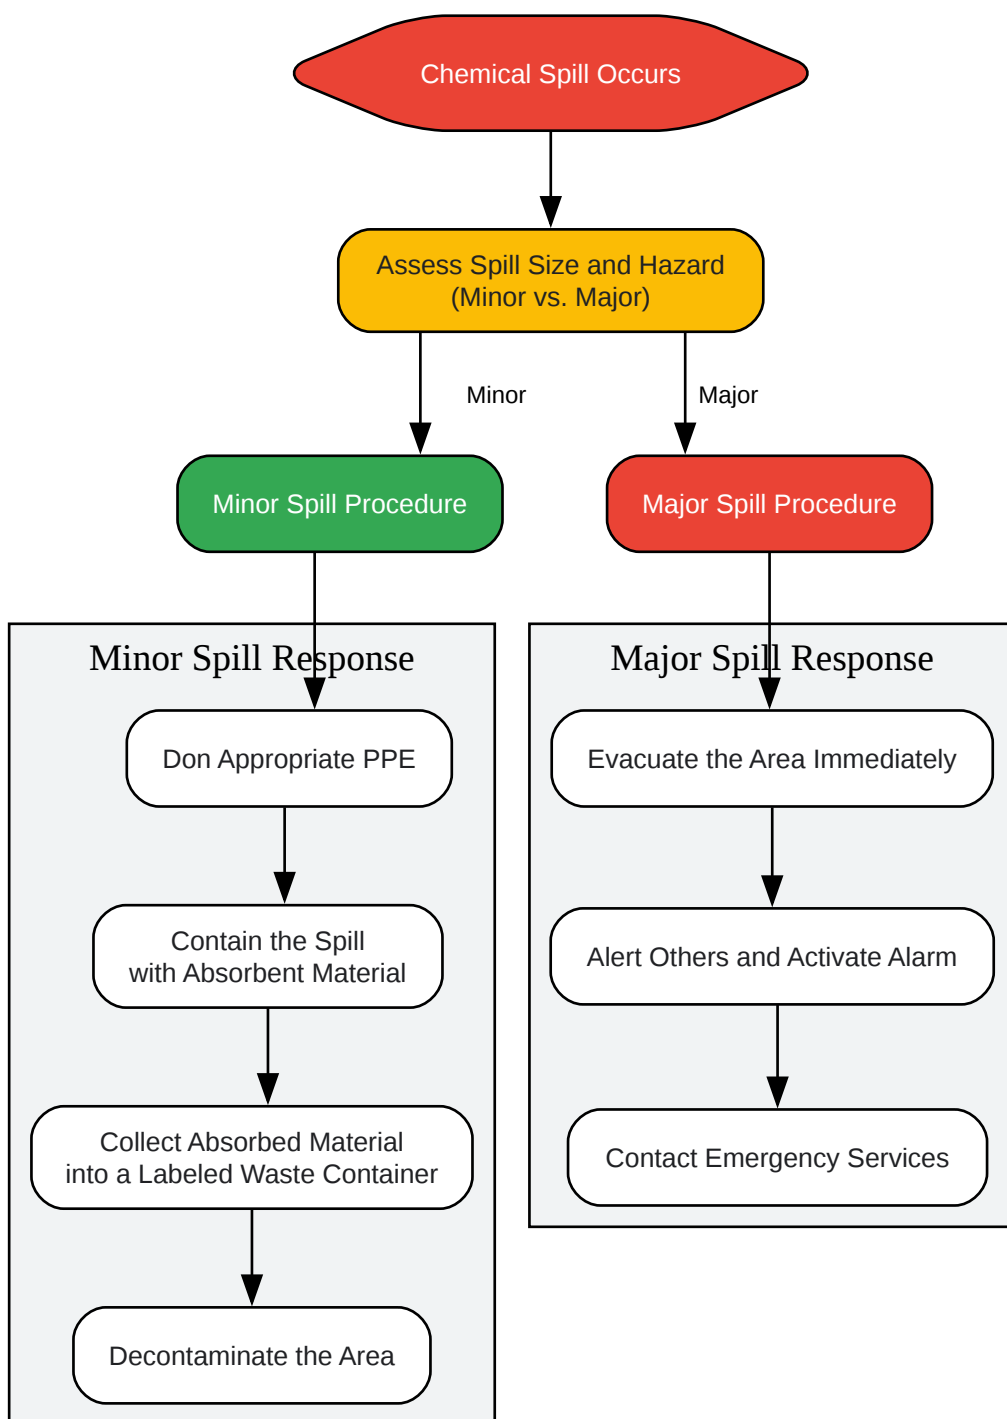 Chemical Spill Occurs
Assess Spill Size and Hazard
(Minor vs. Major)
Minor
Major
Minor Spill Procedure
Major Spill Procedure
Minor Spill Response
Don Appropriate PPE
Contain the Spill
with Absorbent Material
Collect Absorbed Material
into a Labeled Waste Container
Decontaminate the Area
Major Spill Response
Evacuate the Area Immediately
Alert Others and Activate Alarm
Contact Emergency Services